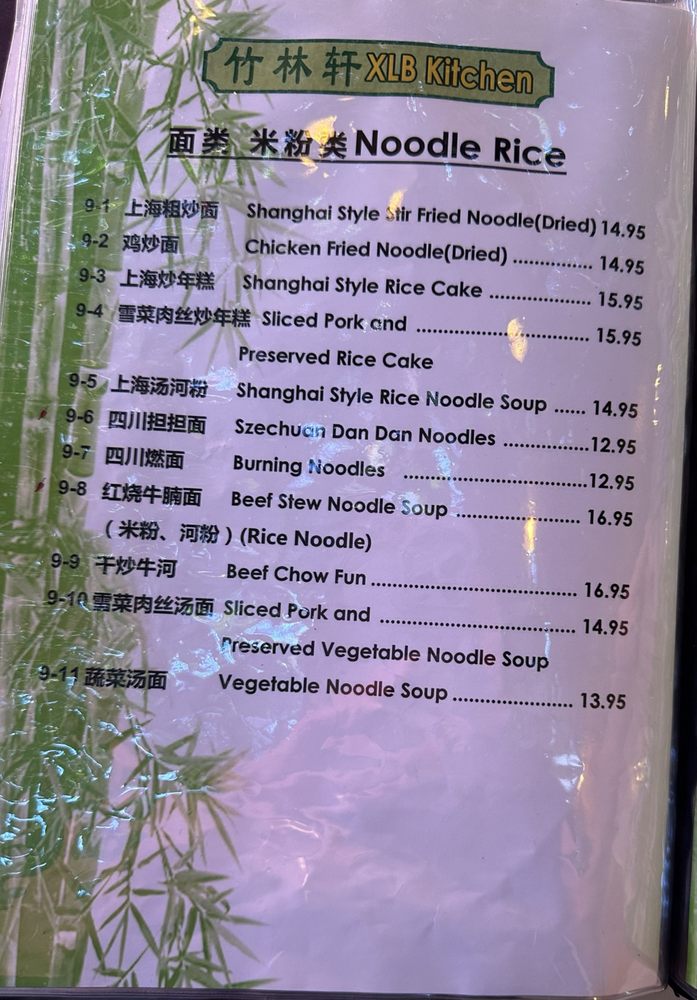 竹林轩 XLB Kitchen
面类 米粉类 Noodle Rice
9-1 上海粗炒面 Shanghai Style Stir Fried Noodle(Dried) 14.95
9-2 鸡炒面 Chicken Fried Noodle(Dried) .............. 14.95
9-3 上海炒年糕 Shanghai Style Rice Cake .................. 15.95
9-4 雪菜肉丝炒年糕 Sliced Pork and ............................... 15.95
Preserved Rice Cake
9-5 上海汤河粉 Shanghai Style Rice Noodle Soup ...... 14.95
9-6 四川担担面 Szechuan Dan Dan Noodles ...............12.95
9-7 四川燃面 Burning Noodles .................................12.95
9-8 红烧牛腩面 Beef Stew Noodle Soup ...................... 16.95
（米粉、河粉）(Rice Noodle)
9-9 干炒牛河 Beef Chow Fun ..................................... 16.95
9-10 雪菜肉丝汤面 Sliced Pork and ................................... 14.95
Preserved Vegetable Noodle Soup
9-11 蔬菜汤面 Vegetable Noodle Soup ..................... 13.95